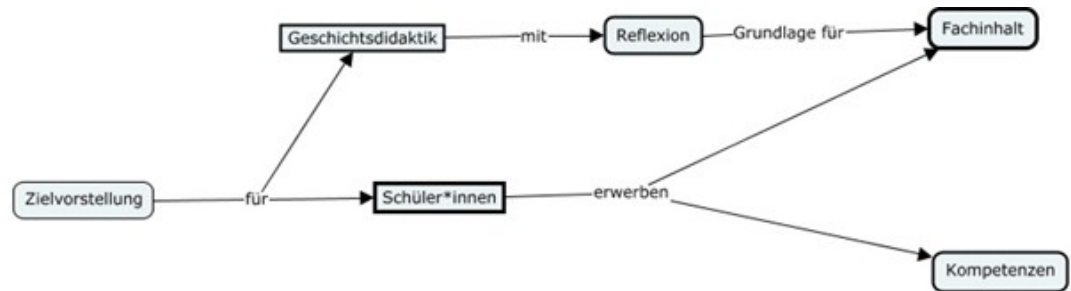 Geschichtsdidaktik
mit
Reflexion
Grundlage für
Fachinhalt
Zielvorstellung
für
Schüler*innen
erwerben
Kompetenzen